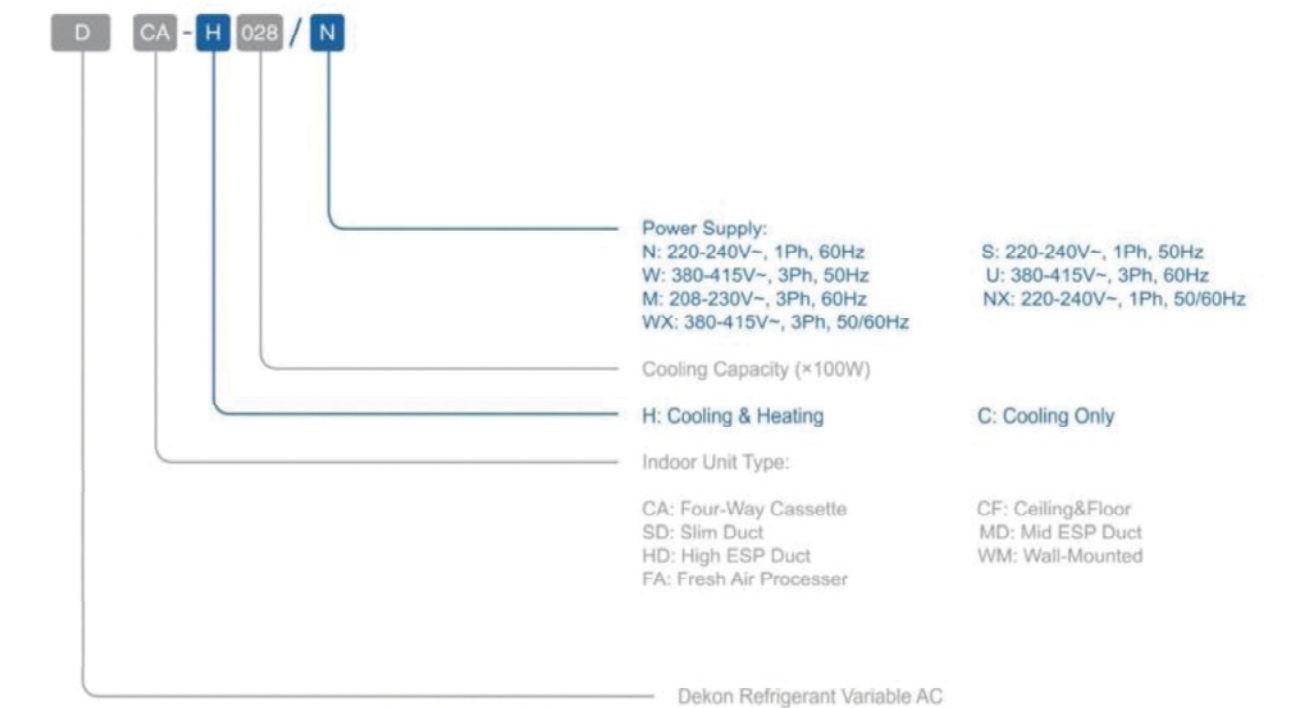 D CA - H 028 / N
Power Supply:
N: 220-240V~, 1Ph, 60Hz S: 220-240V~, 1Ph, 50Hz
W: 380-415V~, 3Ph, 50Hz U: 380-415V~, 3Ph, 60Hz
M: 208-230V~, 3Ph, 60Hz NX: 220-240V~, 1Ph, 50/60Hz
WX: 380-415V~, 3Ph, 50/60Hz
Cooling Capacity (×100W)
H: Cooling & Heating C: Cooling Only
Indoor Unit Type:
CA: Four-Way Cassette CF: Ceiling&Floor
SD: Slim Duct MD: Mid ESP Duct
HD: High ESP Duct WM: Wall-Mounted
FA: Fresh Air Processer
Dekon Refrigerant Variable AC